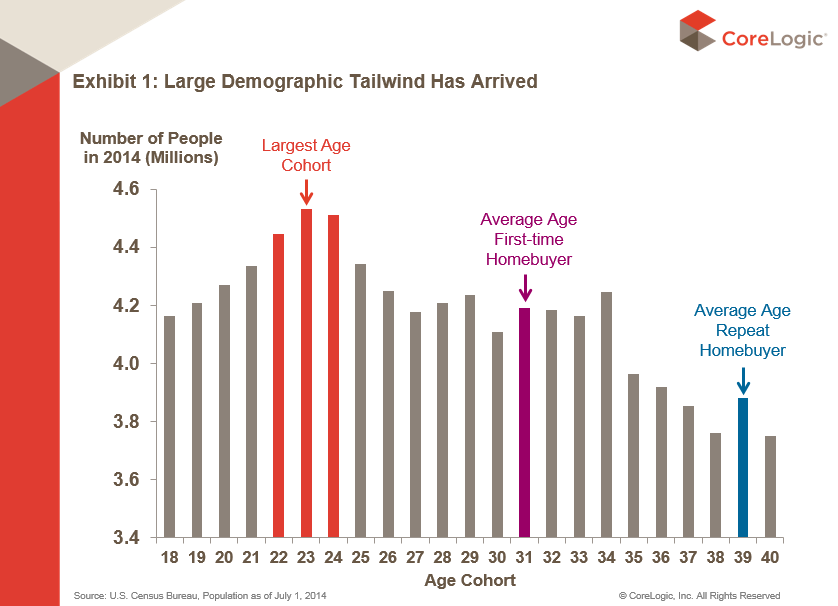 CoreLogic®
Exhibit 1: Large Demographic Tailwind Has Arrived
Number of People
in 2014 (Millions)
Largest Age
Cohort
Average Age
First-time
Homebuyer
Average Age
Repeat
Homebuyer
4.6
4.4
4.2
4.0
3.8
3.6
3.4
18 19 20 21 22 23 24 25 26 27 28 29 30 31 32 33 34 35 36 37 38 39 40
Age Cohort
Source: U.S. Census Bureau, Population as of July 1, 2014
© CoreLogic, Inc. All Rights Reserved